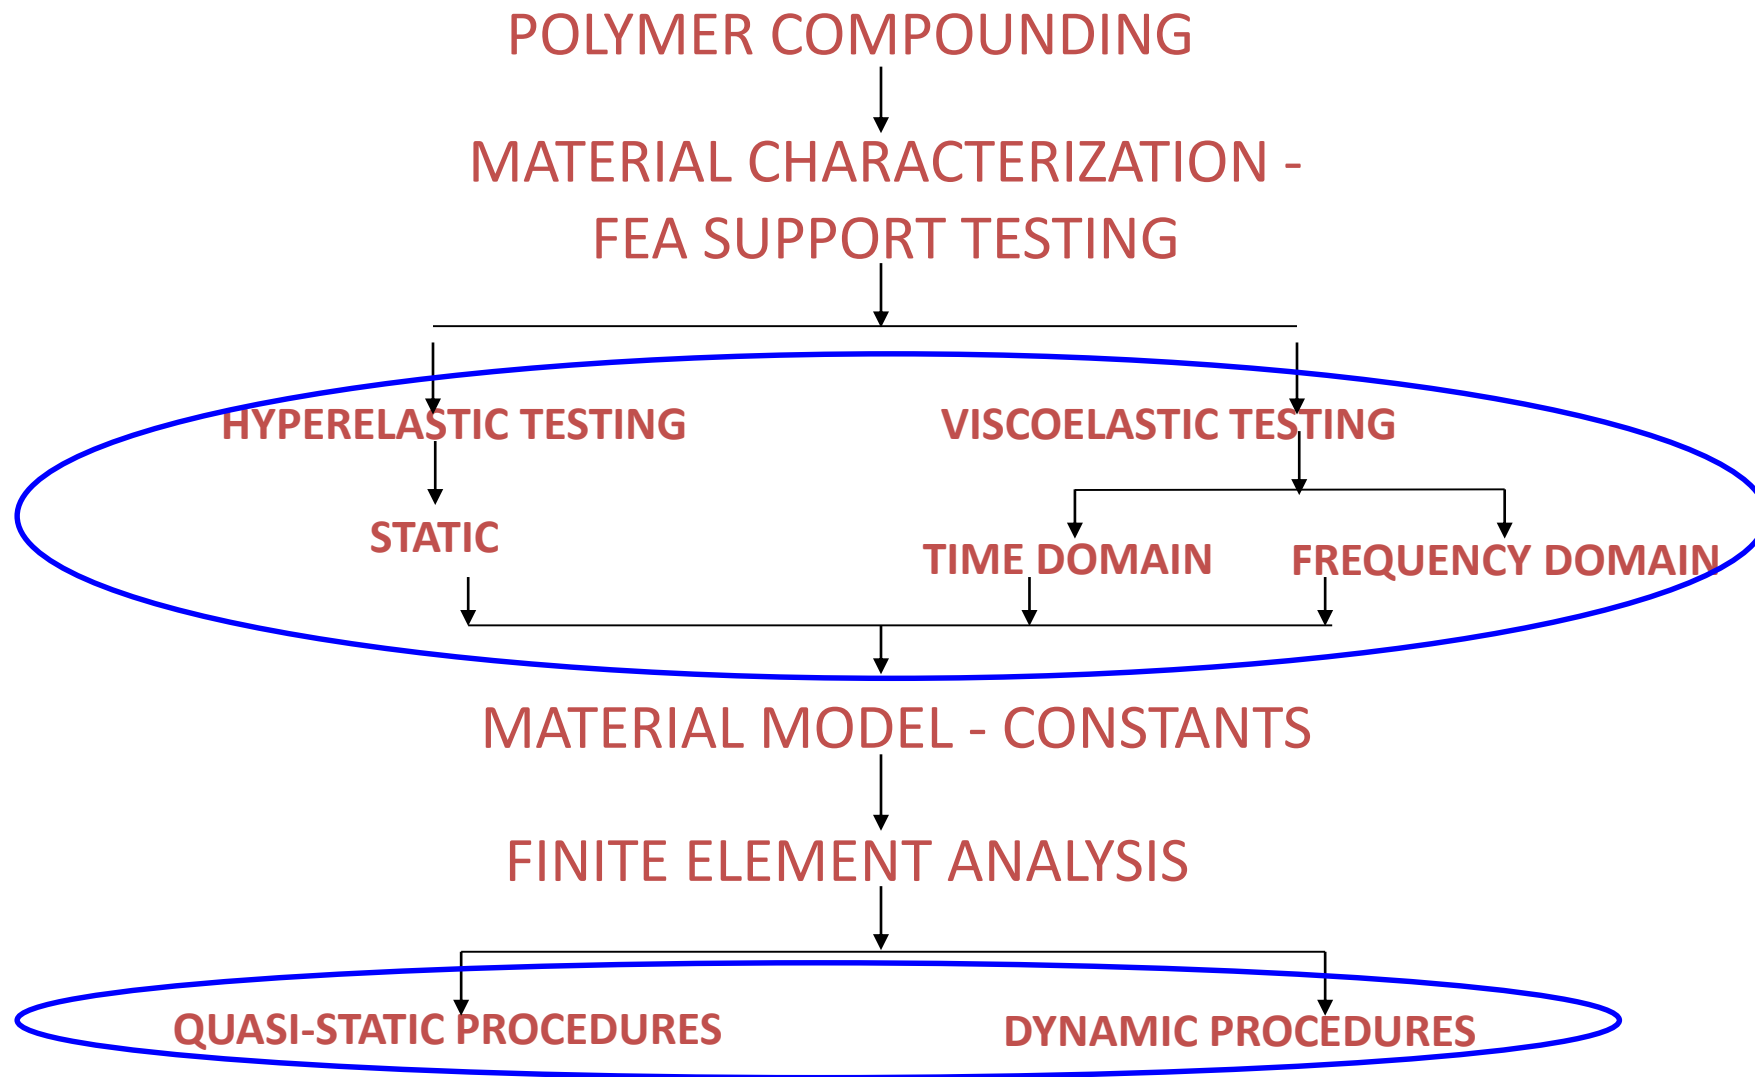 POLYMER COMPOUNDING
MATERIAL CHARACTERIZATION -
FEA SUPPORT TESTING
HYPERELASTIC TESTING
VISCOELASTIC TESTING
STATIC
TIME DOMAIN
FREQUENCY DOMAIN
MATERIAL MODEL - CONSTANTS
FINITE ELEMENT ANALYSIS
QUASI-STATIC PROCEDURES
DYNAMIC PROCEDURES